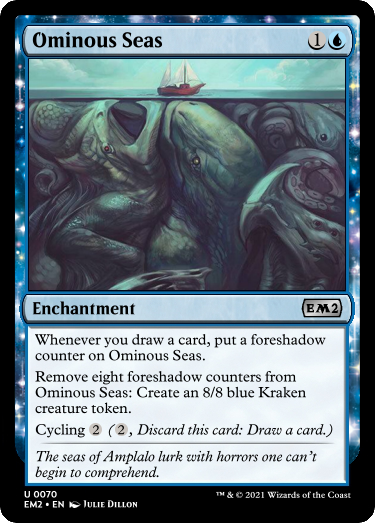 Ominous Seas 1
Enchantment EM2
Whenever you draw a card, put a foreshadow
counter on Ominous Seas.
Remove eight foreshadow counters from
Ominous Seas: Create an 8/8 blue Kraken
creature token.
Cycling 2 (2, Discard this card: Draw a card.)
The seas of Amplalo lurk with horrors one can't
begin to comprehend.
U 0070
EM2 • EN JULIE DILLON ™ & © 2021 Wizards of the Coast